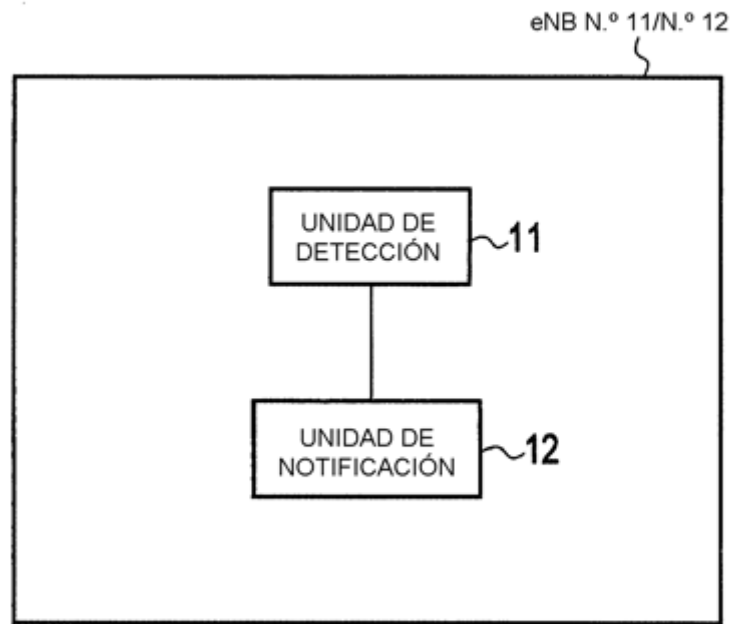 eNB N.º 11/N.º 12
UNIDAD DE
DETECCIÓN
11
UNIDAD DE
NOTIFICACIÓN
12